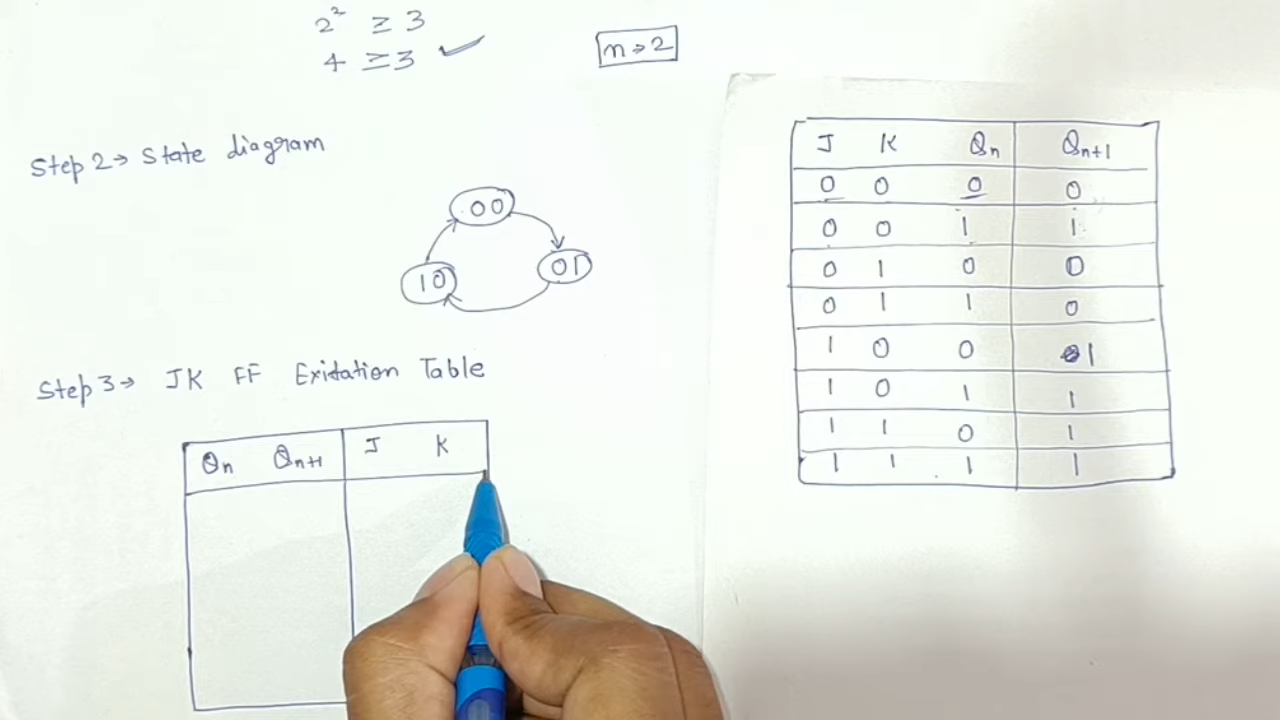 2² ≥ 3
4 ≥ 3 ✓
n → 2
Step 2 → State diagram
00
10 01
Step 3 → JK FF Exitation Table
Qn Qn+1 J K
J K Qn Qn+1
0 0 0 0
0 0 1 1
0 1 0 0
0 1 1 0
1 0 0 1
1 0 1 1
1 1 0 1
1 1 1 1